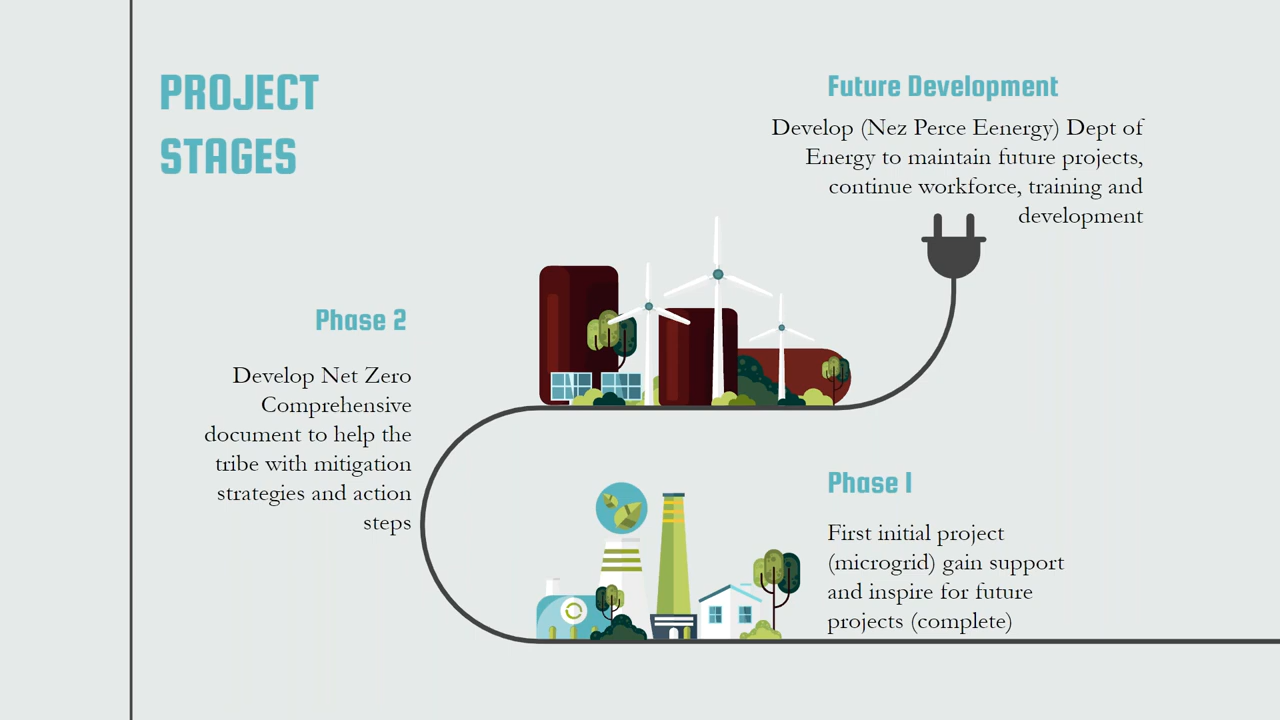 PROJECT
STAGES
Future Development
Develop (Nez Perce Eenergy) Dept of
Energy to maintain future projects,
continue workforce, training and
development
Phase 2
Develop Net Zero
Comprehensive
document to help the
tribe with mitigation
strategies and action
steps
Phase 1
First initial project
(microgrid) gain support
and inspire for future
projects (complete)